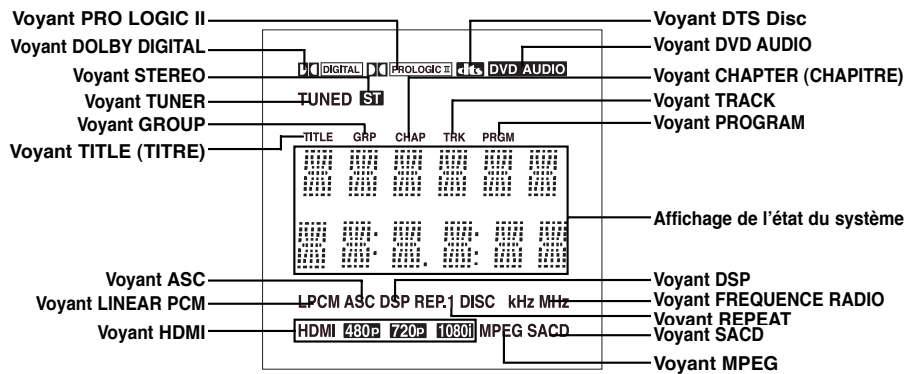 Voyant PRO LOGIC II
Voyant DOLBY DIGITAL
Voyant STEREO
Voyant TUNER
Voyant GROUP
Voyant TITLE (TITRE)
Voyant DTS Disc
Voyant DVD AUDIO
Voyant CHAPTER (CHAPITRE)
Voyant TRACK
Voyant PROGRAM
DIGITAL PROLOGIC II dts DVD AUDIO
TUNED ST
TITLE GRP CHAP TRK PRGM
Affichage de l'état du système
Voyant ASC
Voyant LINEAR PCM
Voyant HDMI
LPCM ASC DSP REP.1 DISC kHz MHz
HDMI 480p 720p 1080i MPEG SACD
Voyant DSP
Voyant FREQUENCE RADIO
Voyant REPEAT
Voyant SACD
Voyant MPEG